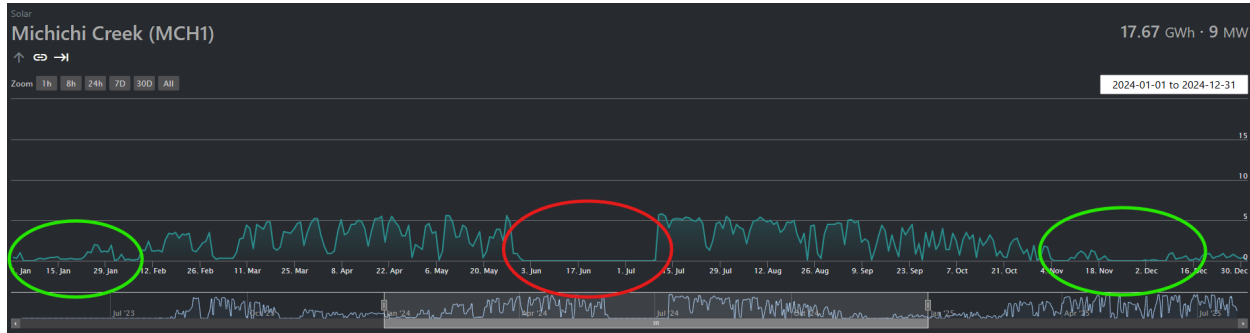 Solar
Michichi Creek (MCH1)
17.67 GWh · 9 MW
Zoom 1h 8h 24h 7D 30D All
2024-01-01 to 2024-12-31
15
10
5
0
Jan 15. Jan 29. Jan 12. Feb 26. Feb 11. Mar 25. Mar 8. Apr 22. Apr 6. May 20. May 3. Jun 17. Jun 1. Jul 15. Jul 29. Jul 12. Aug 26. Aug 9. Sep 23. Sep 7. Oct 21. Oct 4. Nov 18. Nov 2. Dec 16. Dec 30. Dec
Jul '23 Oct '23 Jan '24 Apr '24 Jul '24 Jan '25 Apr '25 Jul '25